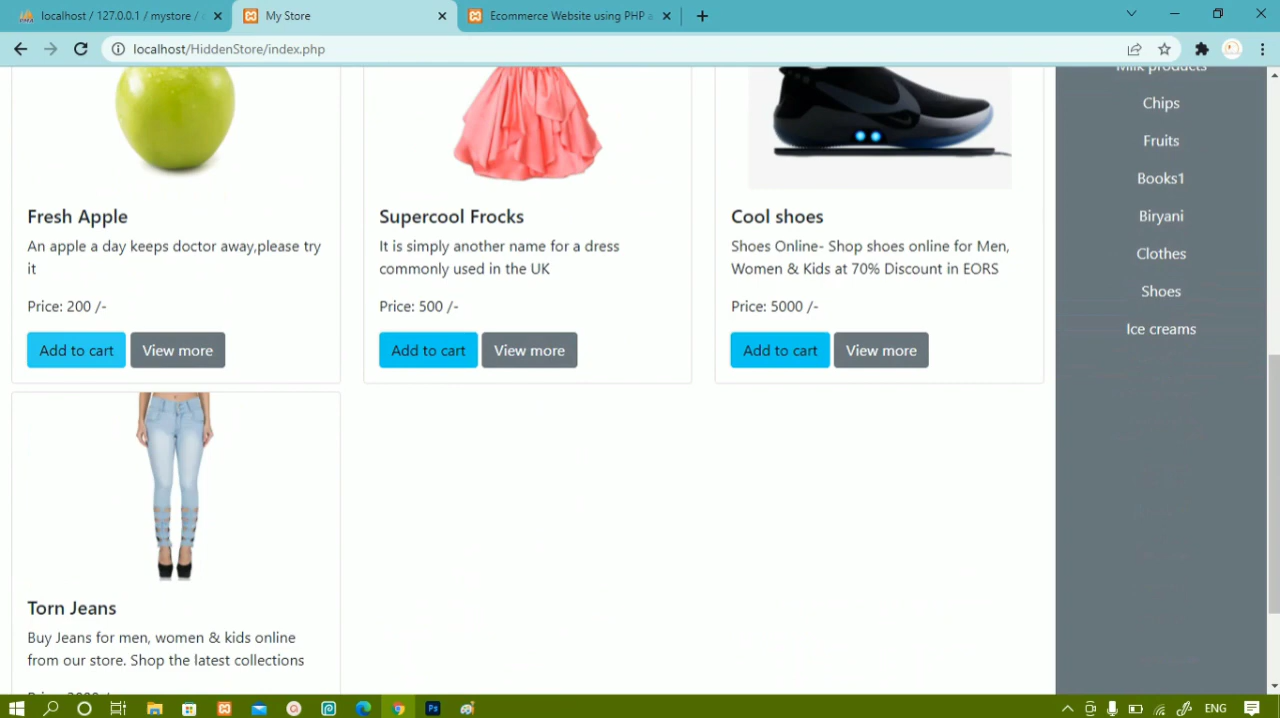 localhost / 127.0.0.1 / mystore /
My Store
Ecommerce Website using PHP
localhost/HiddenStore/index.php
Milk products
Chips
Fruits
Books1
Biryani
Clothes
Shoes
Ice creams
Fresh Apple
An apple a day keeps doctor away,please try
it
Price: 200 /-
Add to cart
View more
Supercool Frocks
It is simply another name for a dress
commonly used in the UK
Price: 500 /-
Add to cart
View more
Cool shoes
Shoes Online- Shop shoes online for Men,
Women & Kids at 70% Discount in EORS
Price: 5000 /-
Add to cart
View more
Torn Jeans
Buy Jeans for men, women & kids online
from our store. Shop the latest collections
ENG